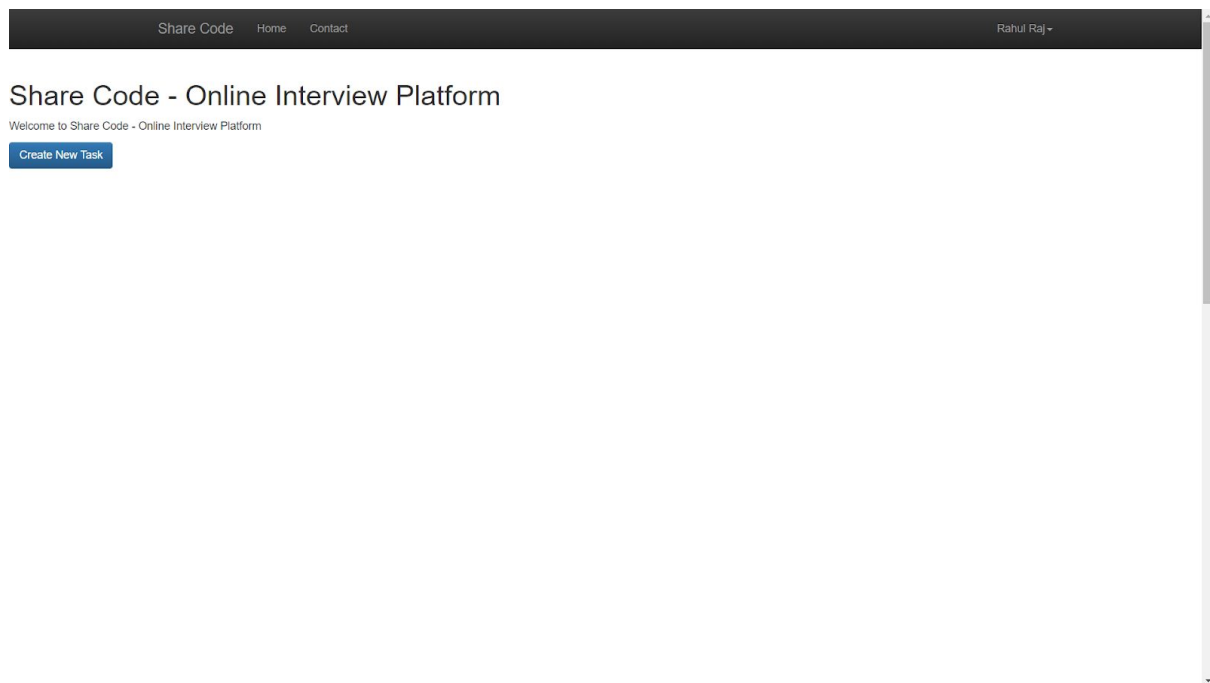 Share Code Home Contact Rahul Raj
Share Code - Online Interview Platform
Welcome to Share Code - Online Interview Platform
Create New Task